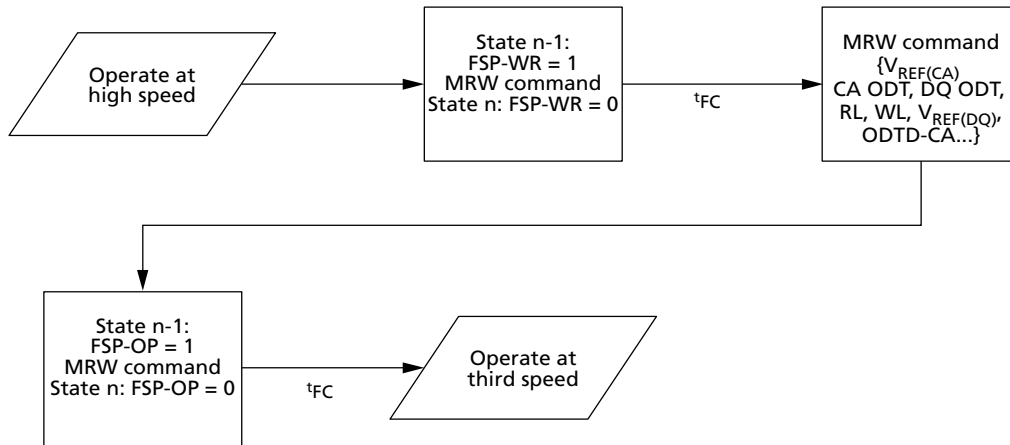 Operate at
high speed
State n-1:
FSP-WR = 1
MRW command
State n: FSP-WR = 0
tFC
MRW command
{VREF(CA)
CA ODT, DQ ODT,
RL, WL, VREF(DQ),
ODTD-CA...}
State n-1:
FSP-OP = 1
MRW command
State n: FSP-OP = 0
tFC
Operate at
third speed